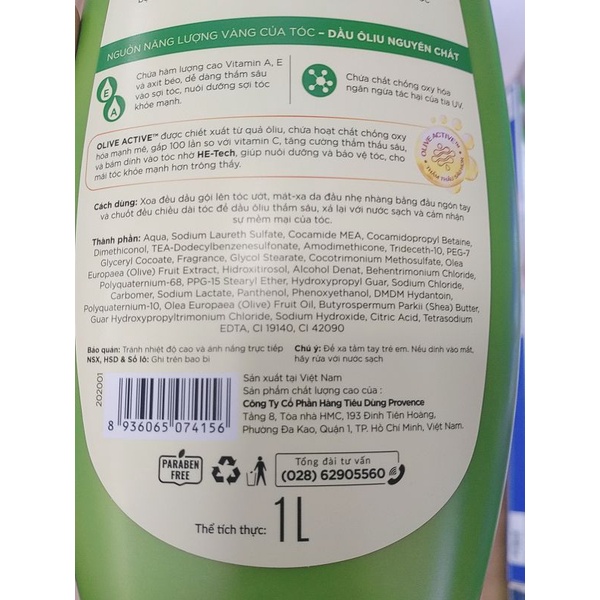 NGUỒN NĂNG LƯỢNG VÀNG CỦA TÓC – DẦU ÔLIU NGUYÊN CHẤT
Chứa hàm lượng cao Vitamin A, E
và axit béo, dễ dàng thấm sâu
vào sợi tóc, nuôi dưỡng sợi tóc
khỏe mạnh.
E
A
Chứa chất chống oxy hóa
ngăn ngừa tác hại của tia UV.
OLIVE ACTIVE™ được chiết xuất từ quả ôliu, chứa hoạt chất chống oxy
hóa mạnh mẽ, gấp 100 lần so với vitamin C, tăng cường thẩm thấu sâu,
và bám dính vào tóc nhờ HE-Tech, giúp nuôi dưỡng và bảo vệ tóc, cho
mái tóc khỏe mạnh hơn trông thấy.
OLIVE ACTIVE™
Cách dùng: Xoa đều dầu gội lên tóc ướt, mát-xa da đầu nhẹ nhàng bằng đầu ngón tay
và chuốt đều chiều dài tóc để dầu ôliu thấm sâu, xả lại với nước sạch và cảm nhận
sự mềm mại của tóc.
Thành phần: Aqua, Sodium Laureth Sulfate, Cocamide MEA, Cocamidopropyl Betaine,
Dimethiconol, TEA-Dodecylbenzenesulfonate, Amodimethicone, Trideceth-10, PEG-7
Glyceryl Cocoate, Fragrance, Glycol Stearate, Cocotrimonium Methosulfate, Olea
Europaea (Olive) Fruit Extract, Hidroxitirosol, Alcohol Denat, Behentrimonium Chloride,
Polyquaternium-68, PPG-15 Stearyl Ether, Hydroxypropyl Guar, Sodium Chloride,
Carbomer, Sodium Lactate, Panthenol, Phenoxyethanol, DMDM Hydantoin,
Polyquaternium-10, Olea Europaea (Olive) Fruit Oil, Butyrospermum Parkii (Shea) Butter,
Guar Hydroxypropyltrimonium Chloride, Sodium Hydroxide, Citric Acid, Tetrasodium
EDTA, CI 19140, CI 42090
Bảo quản: Tránh nhiệt độ cao và ánh nắng trực tiếp
NSX, HSD & Số lô: Ghi trên bao bì
Chú ý: Để xa tầm tay trẻ em. Nếu dính vào mắt,
hãy rửa với nước sạch
202001
8 936065 074156
Sản xuất tại Việt Nam
Sản phẩm chất lượng cao của :
Công Ty Cổ Phần Hàng Tiêu Dùng Provence
Tầng 8, Tòa nhà HMC, 193 Đinh Tiên Hoàng,
Phường Đa Kao, Quận 1, TP. Hồ Chí Minh, Việt Nam.
PARABEN
FREE
Tổng đài tư vấn
(028) 62905560
Thể tích thực: 1L